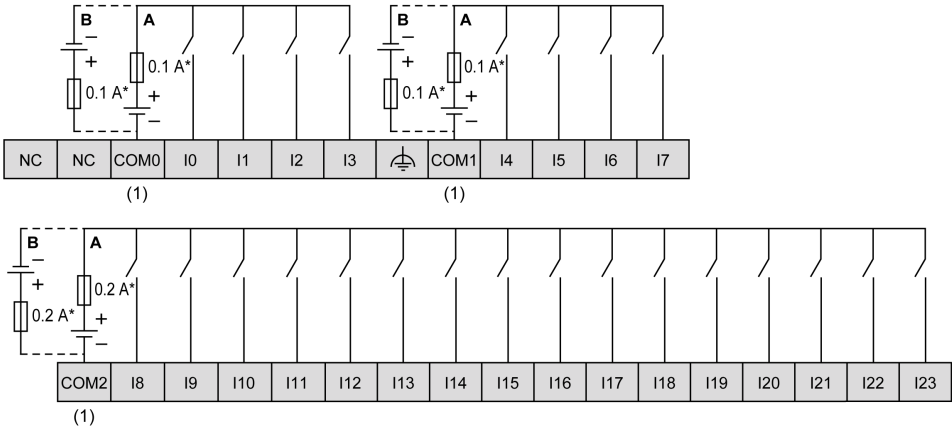 B − A B − A
+ 0.1 A* + 0.1 A*
0.1 A* + 0.1 A* +
− −
NC NC COM0 I0 I1 I2 I3 COM1 I4 I5 I6 I7
(1) (1)
B − A
+ 0.2 A*
0.2 A* +
−
COM2 I8 I9 I10 I11 I12 I13 I14 I15 I16 I17 I18 I19 I20 I21 I22 I23
(1)